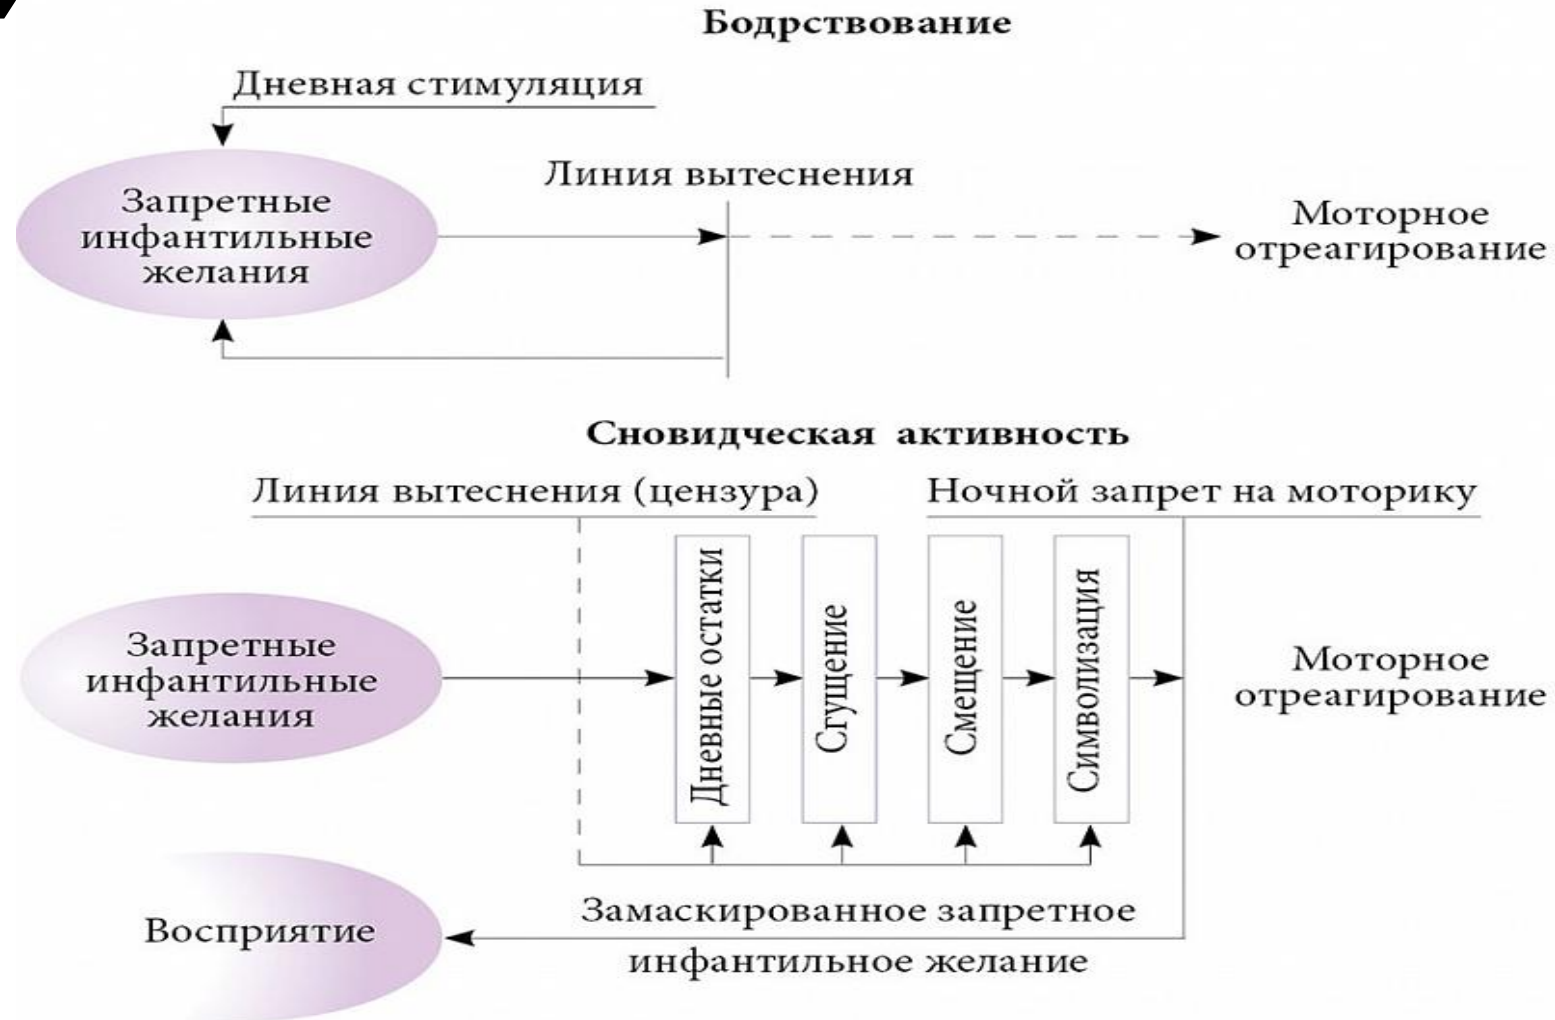 Бодрствование
Дневная стимуляция
Линия вытеснения
Запретные
инфантильные
желания
Моторное
отреагирование
Сновидческая активность
Линия вытеснения (цензура)
Ночной запрет на моторику
Запретные
инфантильные
желания
Дневные остатки
Сгущение
Смещение
Символизация
Моторное
отреагирование
Восприятие
Замаскированное запретное
инфантильное желание